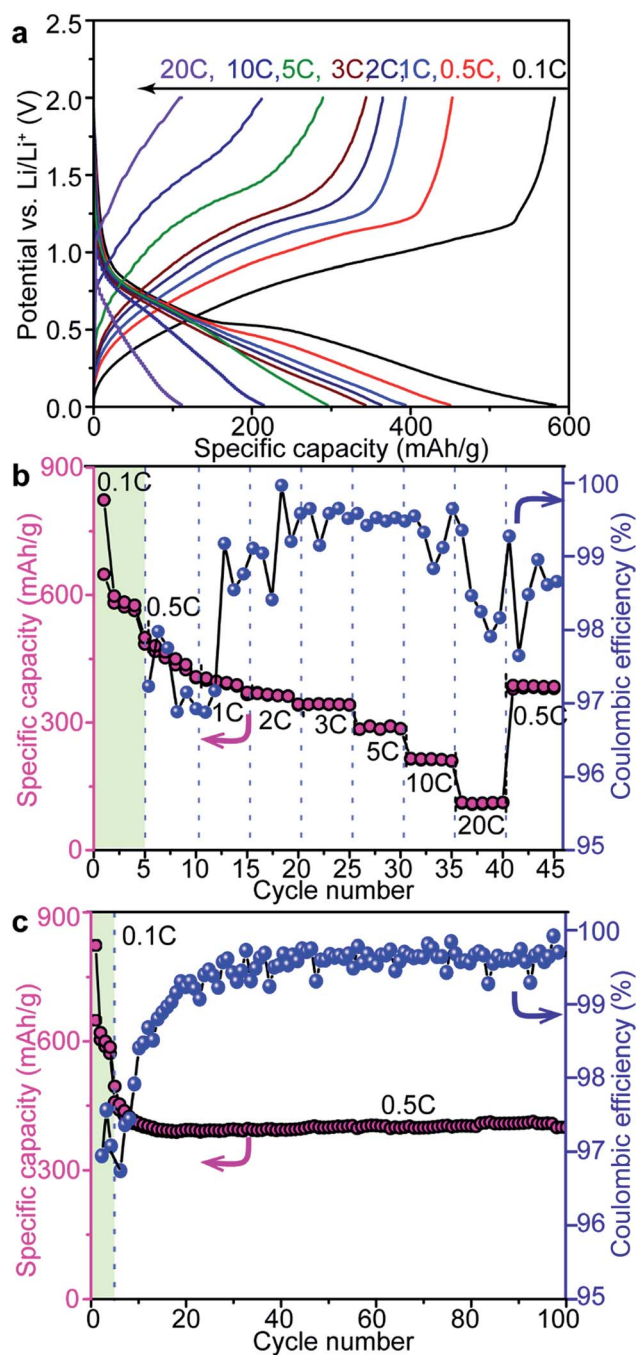 a
2.5
20C, 10C,5C, 3C2C,1C,0.5C, 0.1C
2.0
1.5
1.0
0.5
0.0
Potential vs. Li/Li⁺ (V)
0 200 400 600
Specific capacity (mAh/g)
b
900
600
300
0
Specific capacity (mAh/g)
0.1C
0.5C
1C
2C
3C
5C
10C
20C
0.5C
100
99
98
97
96
95
Coulombic efficiency (%)
0 5 10 15 20 25 30 35 40 45
Cycle number
c
900
600
300
0
Specific capacity (mAh/g)
0.1C
0.5C
100
99
98
97
96
95
Coulombic efficiency (%)
0 20 40 60 80 100
Cycle number